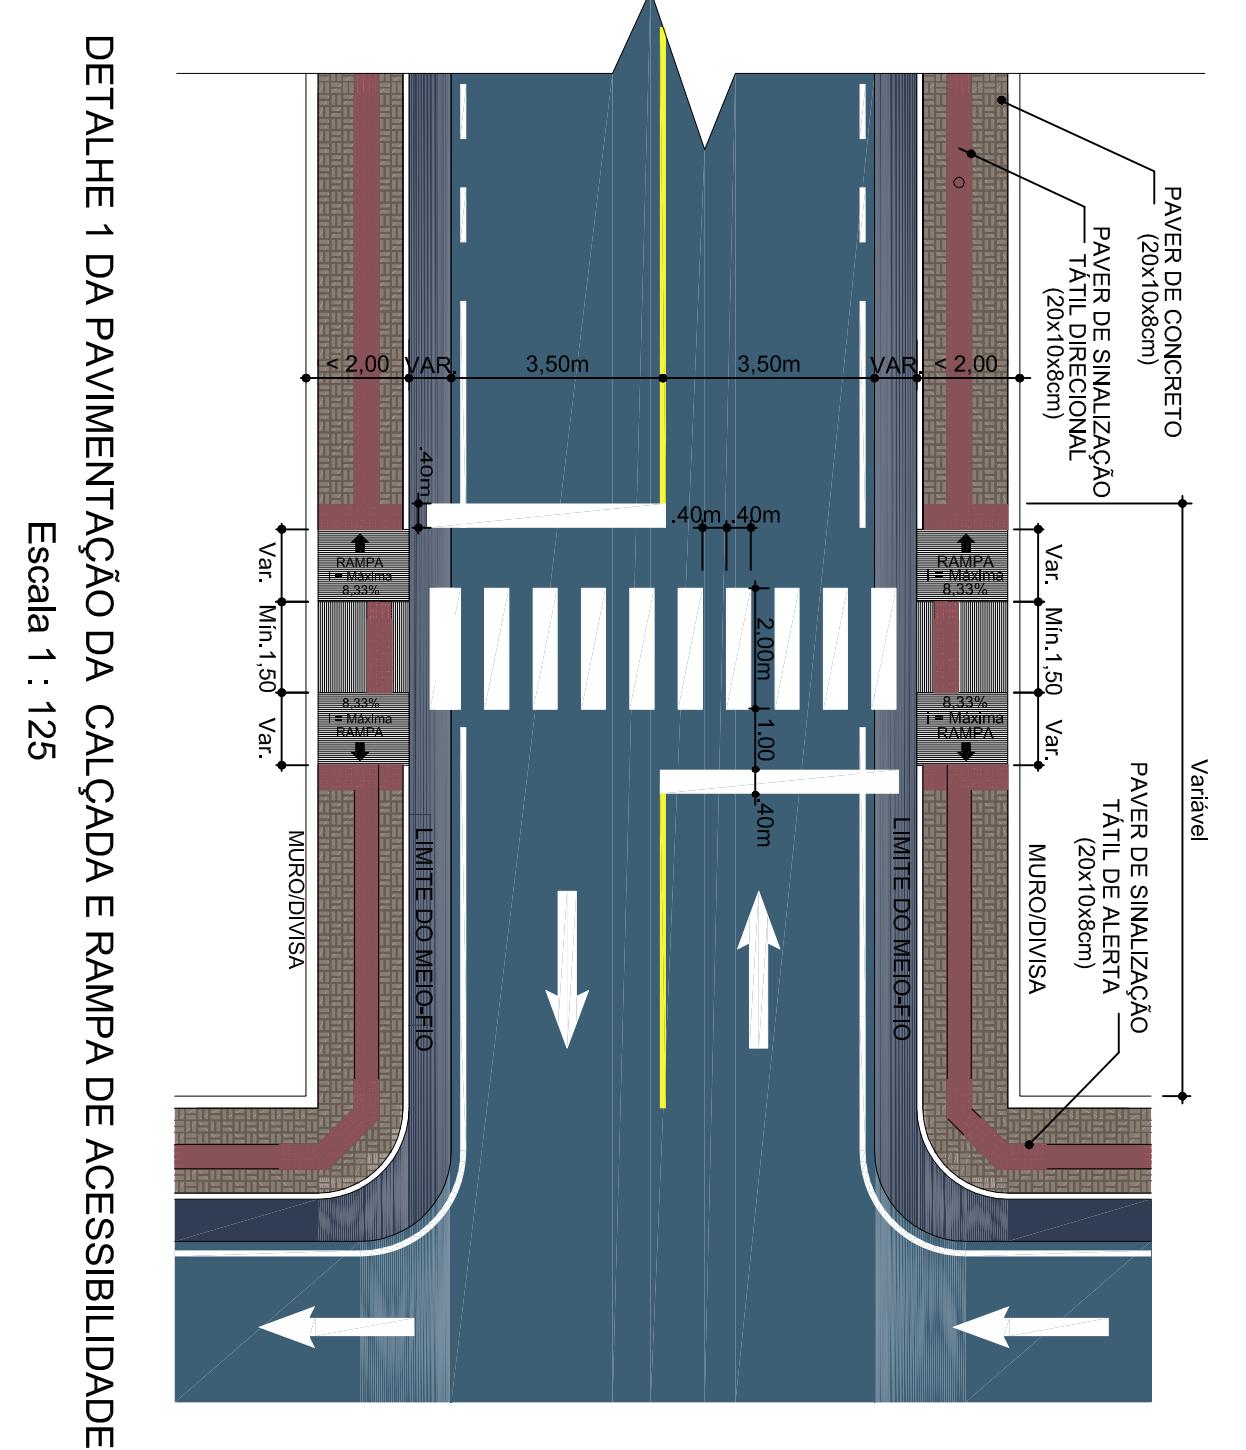 PAVER DE CONCRETO
(20x10x8cm)
PAVER DE SINALIZAÇÃO
TÁTIL DIRECIONAL
(20x10x8cm)
< 2,00
VAR.
3,50m
3,50m
VAR.
< 2,00
.40m
.40m
.40m
Var.
RAMPA
i = Máxima
8,33%
RAMPA
i = Máxima
8,33%
Var.
Mín.1,50
2.00m
Mín.1,50
Var.
8,33%
i = Máxima
RAMPA
1.00
8,33%
i = Máxima
RAMPA
Var.
.40m
Variável
PAVER DE SINALIZAÇÃO
TÁTIL DE ALERTA
(20x10x8cm)
MURO/DIVISA
LIMITE DO MEIO-FIO
LIMITE DO MEIO-FIO
MURO/DIVISA
DETALHE 1 DA PAVIMENTAÇÃO DA CALÇADA E RAMPA DE ACESSIBILIDADE
Escala 1 : 125